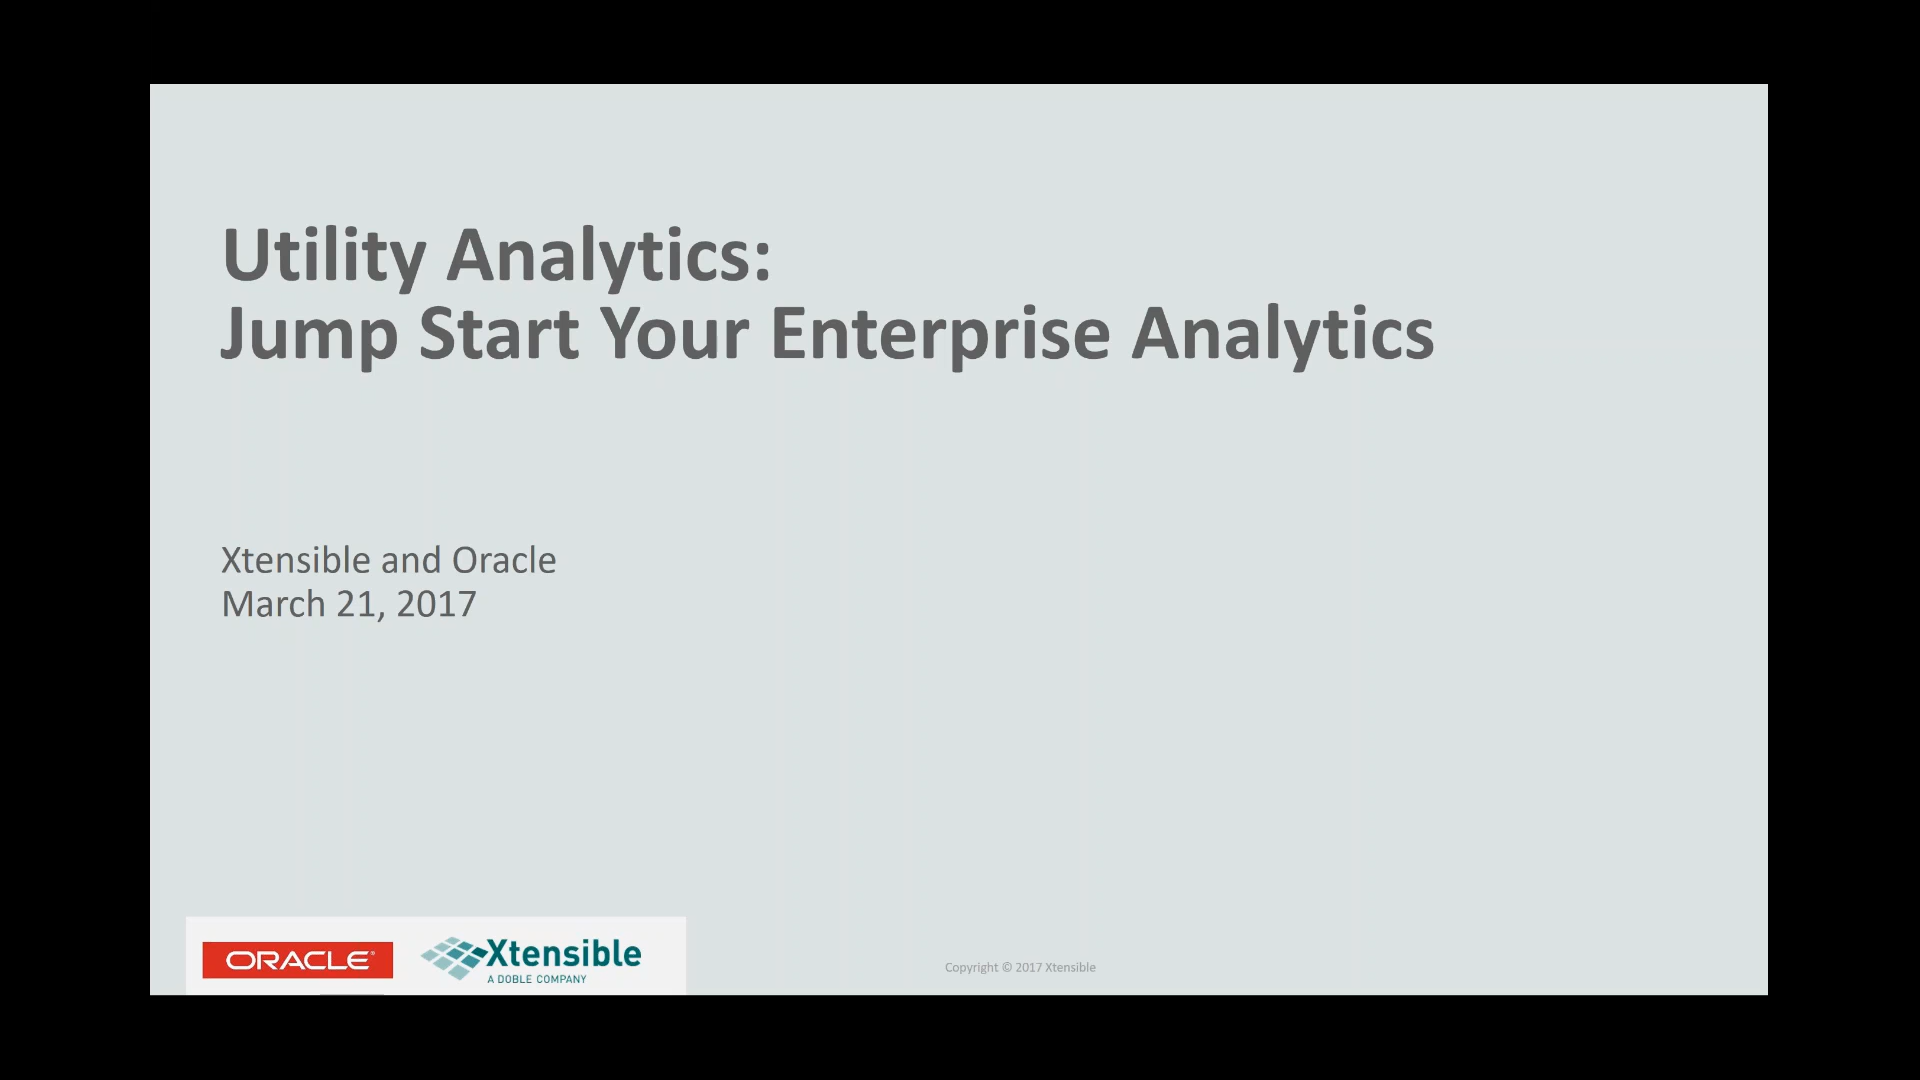 Utility Analytics:
Jump Start Your Enterprise Analytics
Xtensible and Oracle
March 21, 2017
ORACLE®
Xtensible
A DOBLE COMPANY
Copyright © 2017 Xtensible